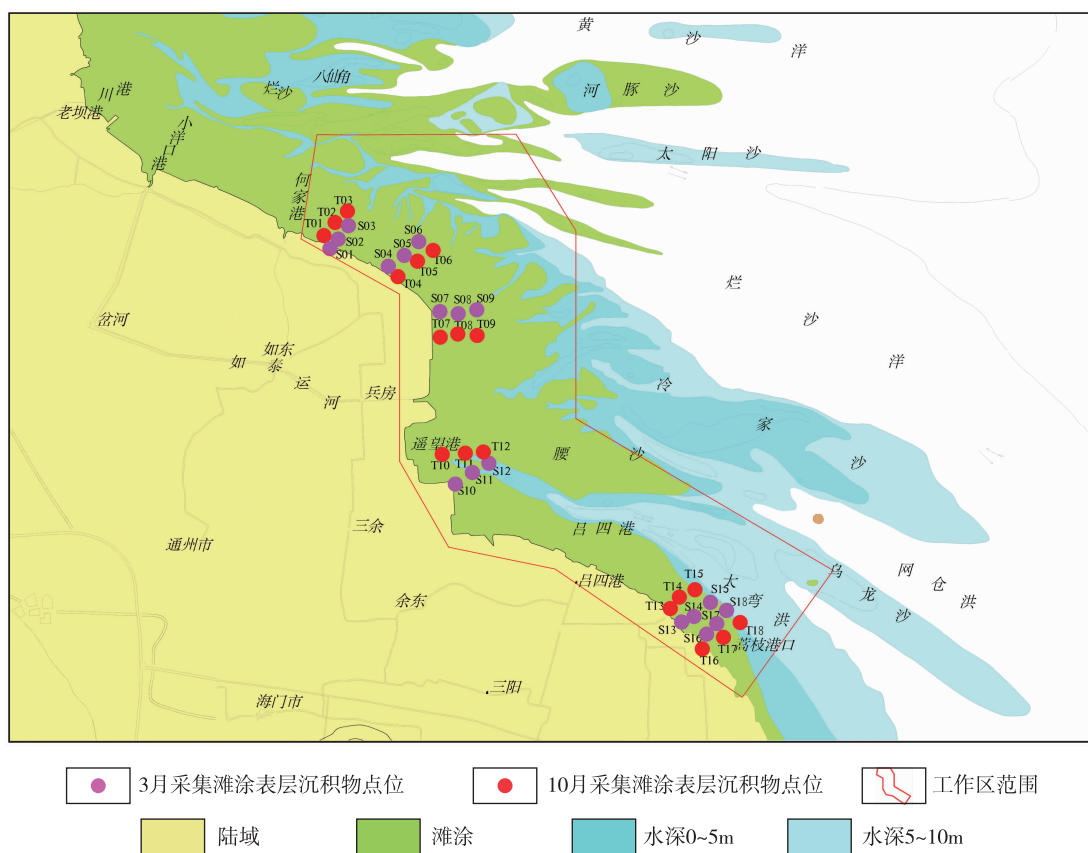 黄沙洋
八仙角
烂沙
河豚沙
川港
老坝港
小洋口港
太阳沙
何家港
T03
T02
T01
S03
S02
S01
S06
S05
S04
T06
T05
T04
烂沙洋
S07 S08 S09
T07 T08 T09
岔河
如东
如泰运河
兵房
冷家沙
遥望港
T12
T10 T11
S12
S11
S10
腰沙
三余
通州市
吕四港
乌龙沙
网仓洪
吕四港
余东
大弯洪
T15
T14
T13
S15
S14
S13
S18
S17
S16
T18
T17
T16
蒿枝港口
三阳
海门市
3月采集滩涂表层沉积物点位
10月采集滩涂表层沉积物点位
工作区范围
陆域
滩涂
水深0~5m
水深5~10m